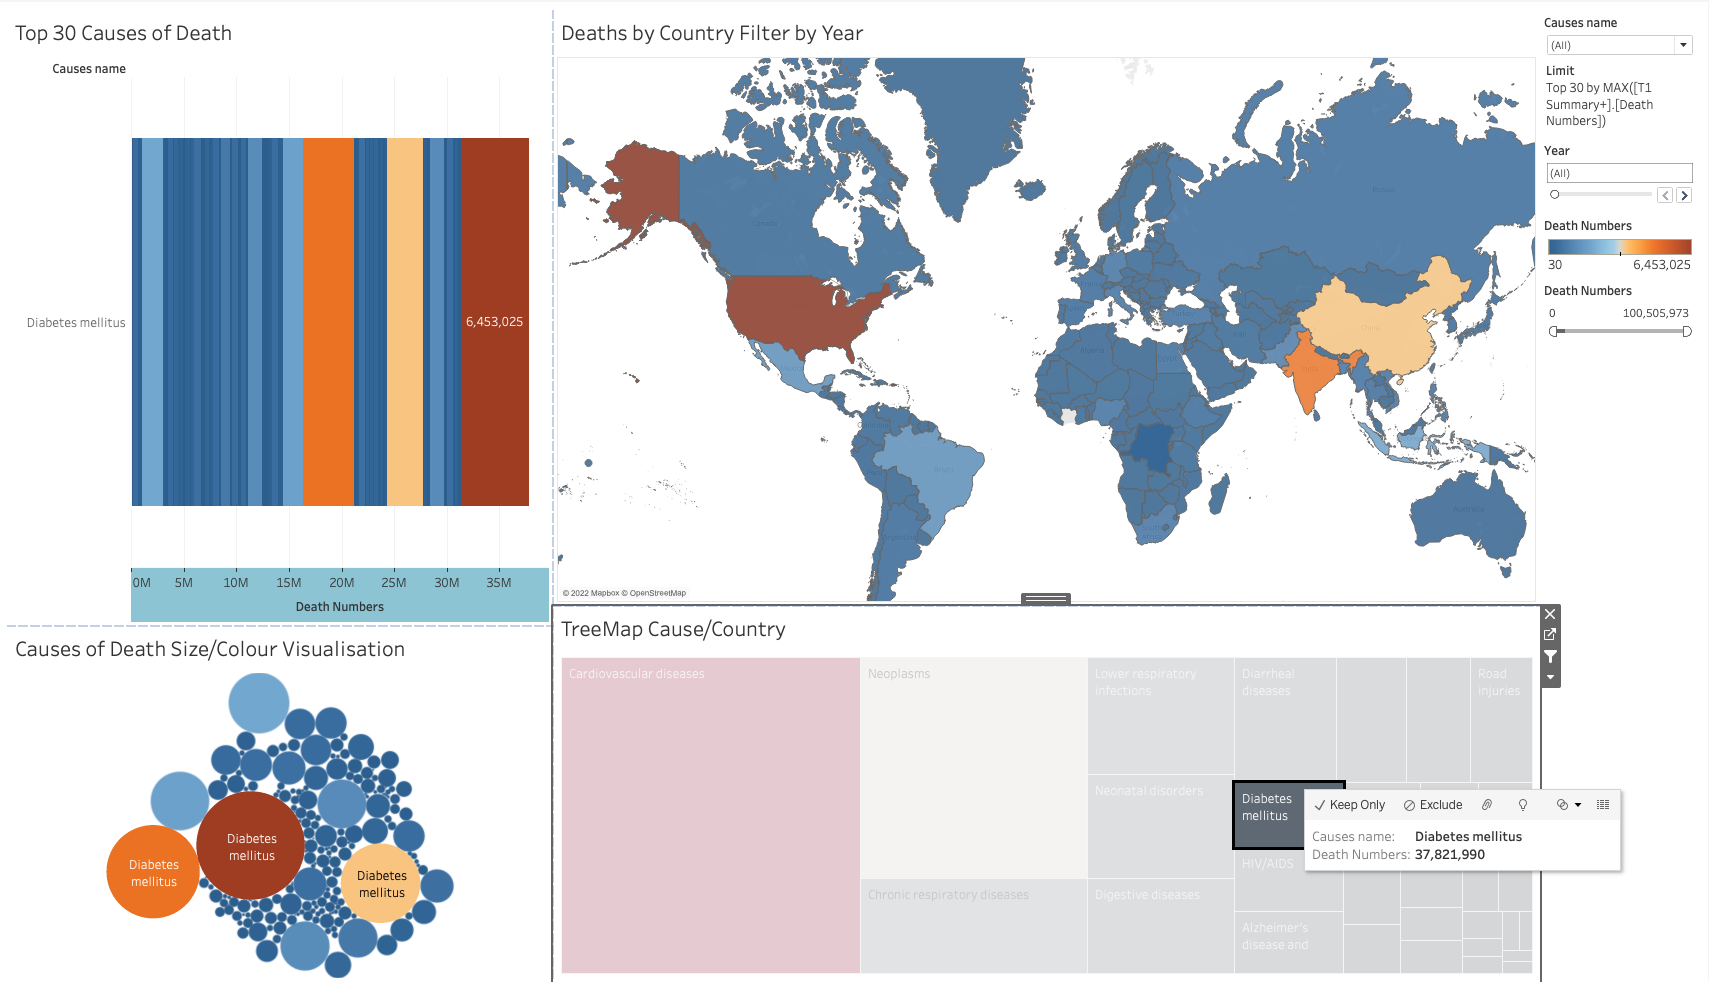 Top 30 Causes of Death
Causes name
Diabetes mellitus
6,453,025
0M 5M 10M 15M 20M 25M 30M 35M
Death Numbers
Causes of Death Size/Colour Visualisation
Diabetes
mellitus
Diabetes
mellitus
Diabetes
mellitus
Deaths by Country Filter by Year
Canada
Russia
China
Algeria
Australia
© 2022 Mapbox © OpenStreetMap
Causes name
(All)
Limit
Top 30 by MAX([T1
Summary+].[Death
Numbers])
Year
(All)
Death Numbers
30 6,453,025
Death Numbers
0 100,505,973
TreeMap Cause/Country
Cardiovascular diseases
Neoplasms
Chronic respiratory diseases
Lower respiratory
infections
Neonatal disorders
Digestive diseases
Diarrheal
diseases
Road
injuries
Diabetes
mellitus
HIV/AIDS
Alzheimer's
disease and
Keep Only Exclude
Causes name: Diabetes mellitus
Death Numbers: 37,821,990